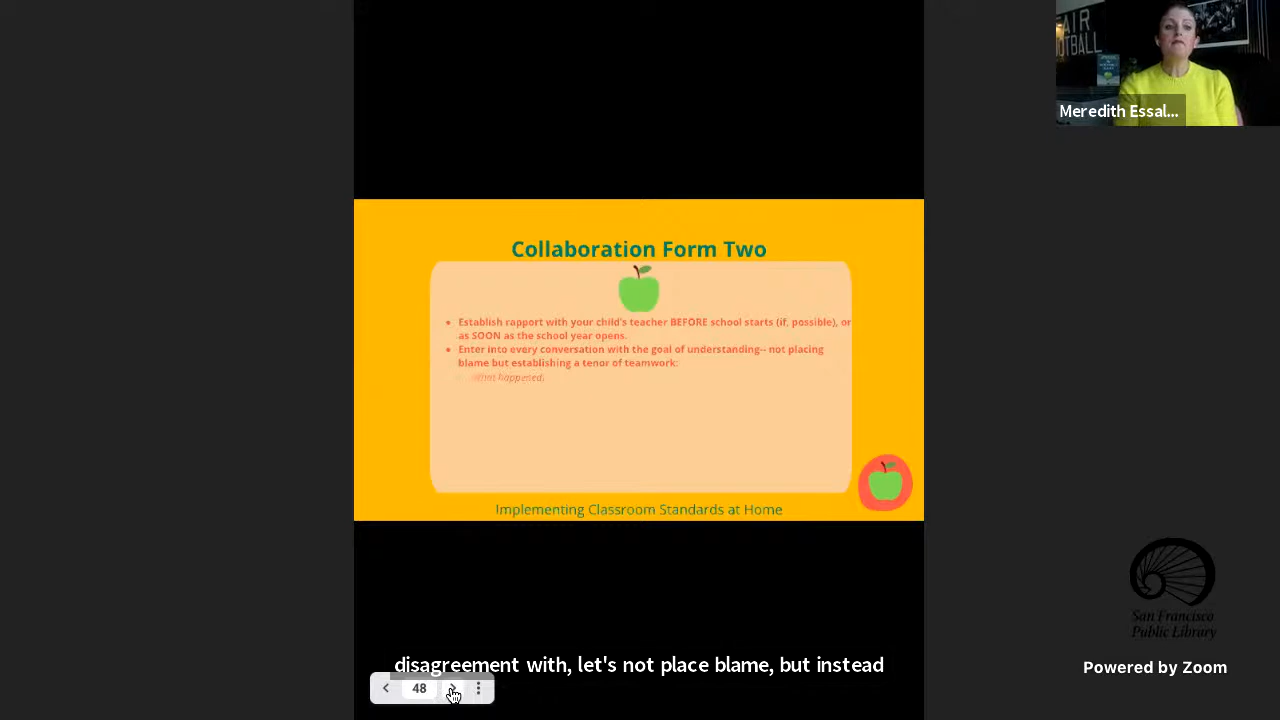 AIR
OTBALL
Meredith Essal...
Collaboration Form Two
• Establish rapport with your child's teacher BEFORE school starts (if, possible), or
as SOON as the school year opens.
• Enter into every conversation with the goal of understanding-- not placing
blame but establishing a tenor of teamwork:
happened.
Implementing Classroom Standards at Home
San Francisco
Public Library
disagreement with, let's not place blame, but instead
48
Powered by Zoom